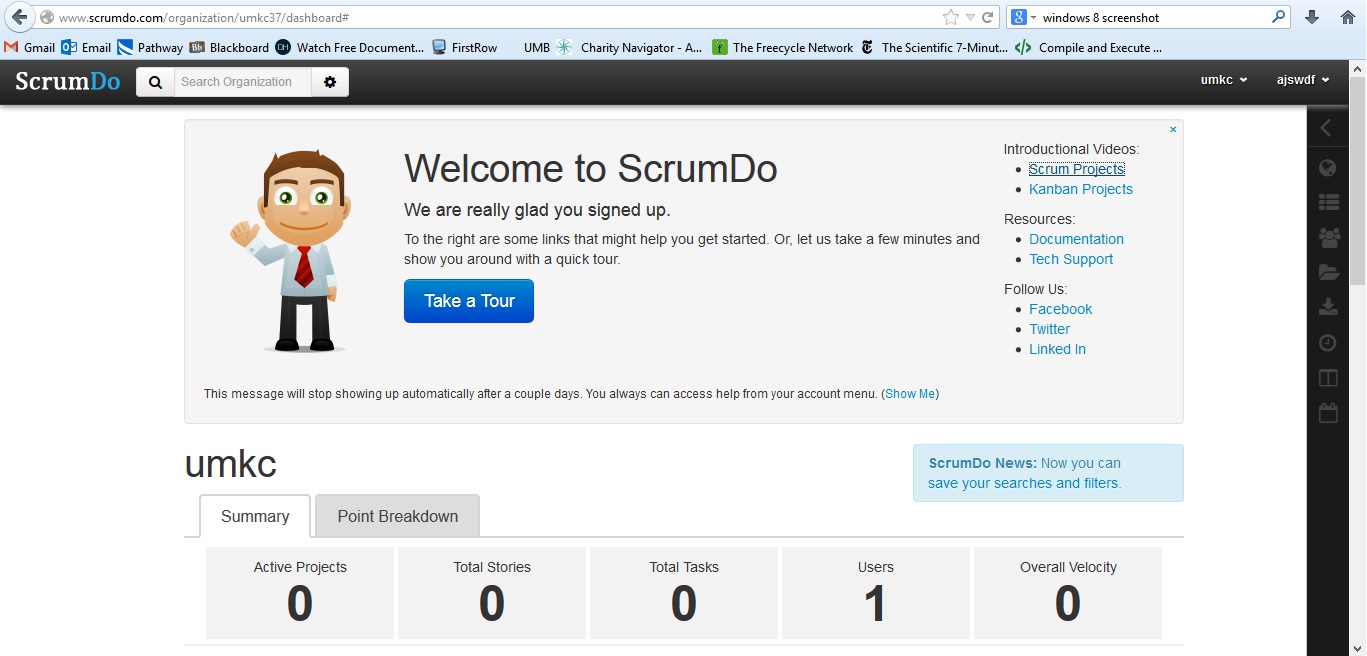 www.scrumdo.com/organization/umkc37/dashboard#
windows 8 screenshot
Gmail Email Pathway Bb Blackboard DH Watch Free Document... FirstRow UMB Charity Navigator - A... f The Freecycle Network The Scientific 7-Minut... </> Compile and Execute ...
ScrumDo Search Organization umkc ajswdf
Welcome to ScrumDo
We are really glad you signed up.
To the right are some links that might help you get started. Or, let us take a few minutes and
show you around with a quick tour.
Take a Tour
Introductional Videos:
Scrum Projects
Kanban Projects
Resources:
Documentation
Tech Support
Follow Us:
Facebook
Twitter
Linked In
This message will stop showing up automatically after a couple days. You always can access help from your account menu. (Show Me)
umkc
ScrumDo News: Now you can
save your searches and filters.
Summary Point Breakdown
Active Projects Total Stories Total Tasks Users Overall Velocity
0 0 0 1 0